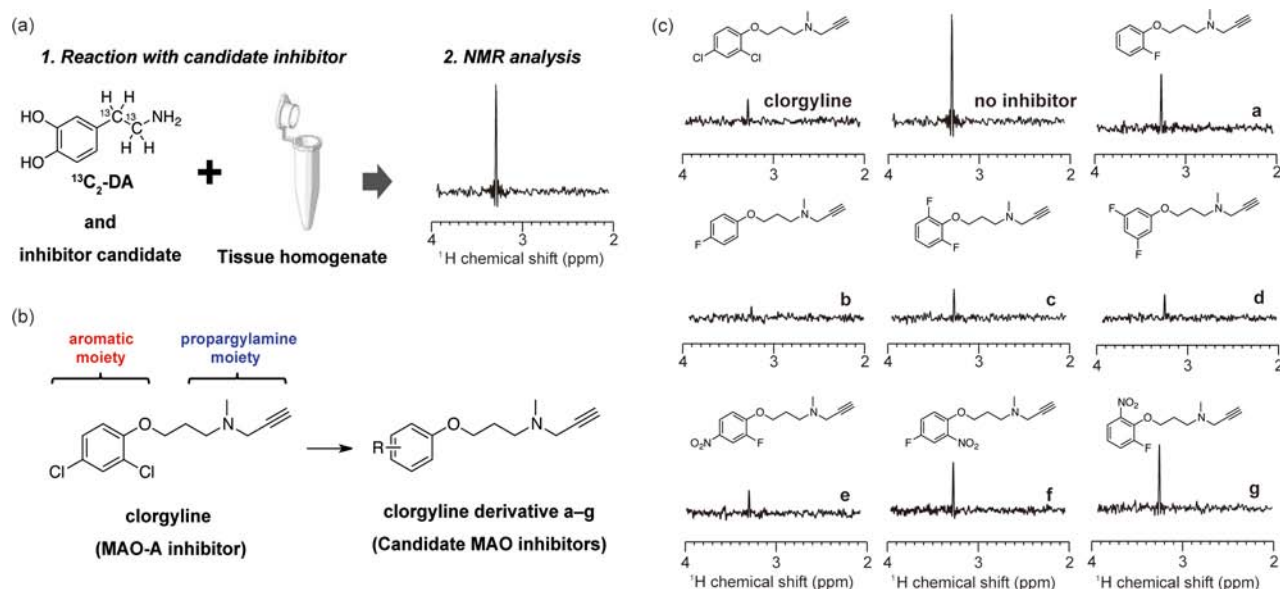 (a)
1. Reaction with candidate inhibitor
2. NMR analysis
HO
HO
H
H
13
13
NH₂
H
H
¹³C₂-DA
and
inhibitor candidate
Tissue homogenate
4 3 2
¹H chemical shift (ppm)
(b)
aromatic
moiety
propargylamine
moiety
O
N
Cl
Cl
R
O
N
clorgyline
(MAO-A inhibitor)
clorgyline derivative a–g
(Candidate MAO inhibitors)
(c)
O
N
Cl
Cl
clorgyline
4 3 2
no inhibitor
4 3 2
O
N
F
a
4 3 2
O
N
F
b
4 3 2
F
O
N
F
c
4 3 2
F
O
N
F
d
4 3 2
O
N
O₂N
F
e
4 3 2
¹H chemical shift (ppm)
O
N
F
NO₂
f
4 3 2
¹H chemical shift (ppm)
NO₂
O
N
F
g
4 3 2
¹H chemical shift (ppm)